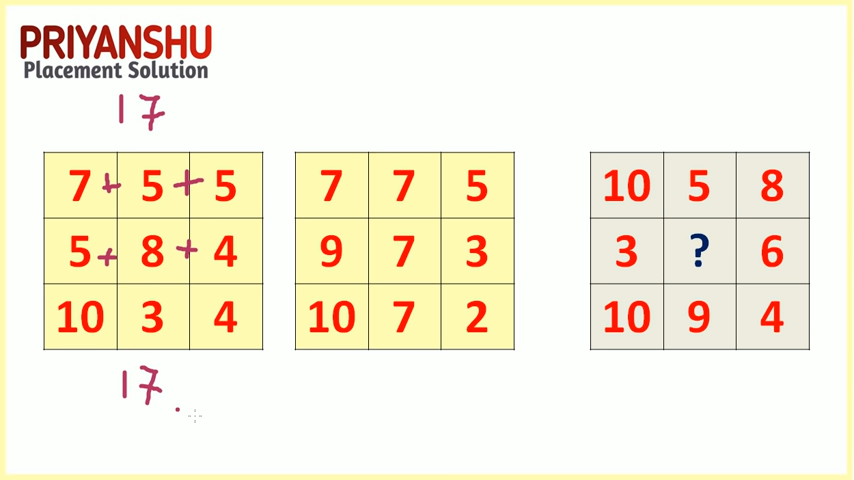 PRIYANSHU
Placement Solution
17
7 + 5 + 5
5 + 8 + 4
10 3 4
7 7 5
9 7 3
10 7 2
10 5 8
3 ? 6
10 9 4
17